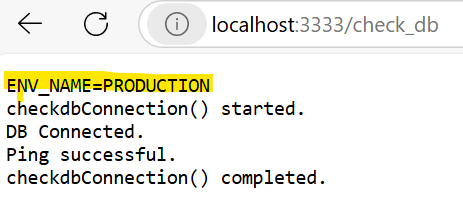 localhost:3333/check_db
ENV_NAME=PRODUCTION
checkdbConnection() started.
DB Connected.
Ping successful.
checkdbConnection() completed.